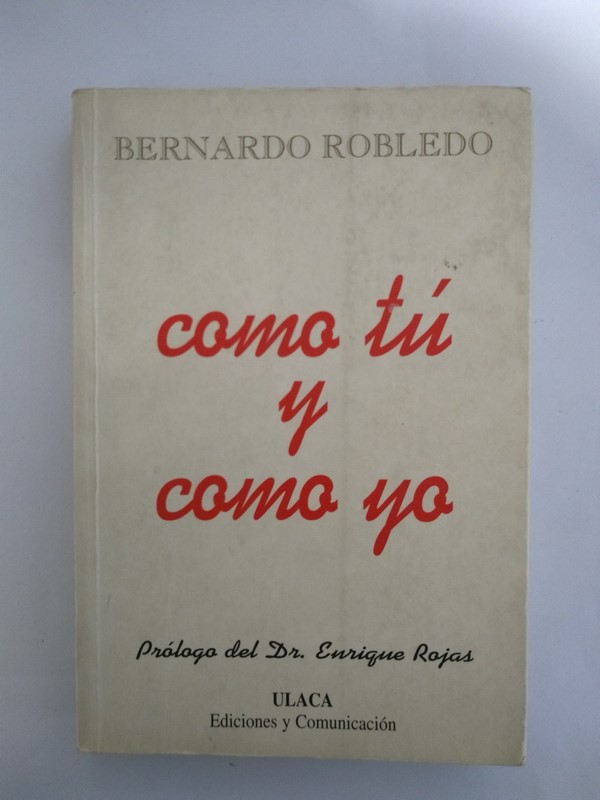 BERNARDO ROBLEDO
como tú
y
como yo
Prólogo del Dr. Enrique Rojas
ULACA
Ediciones y Comunicación